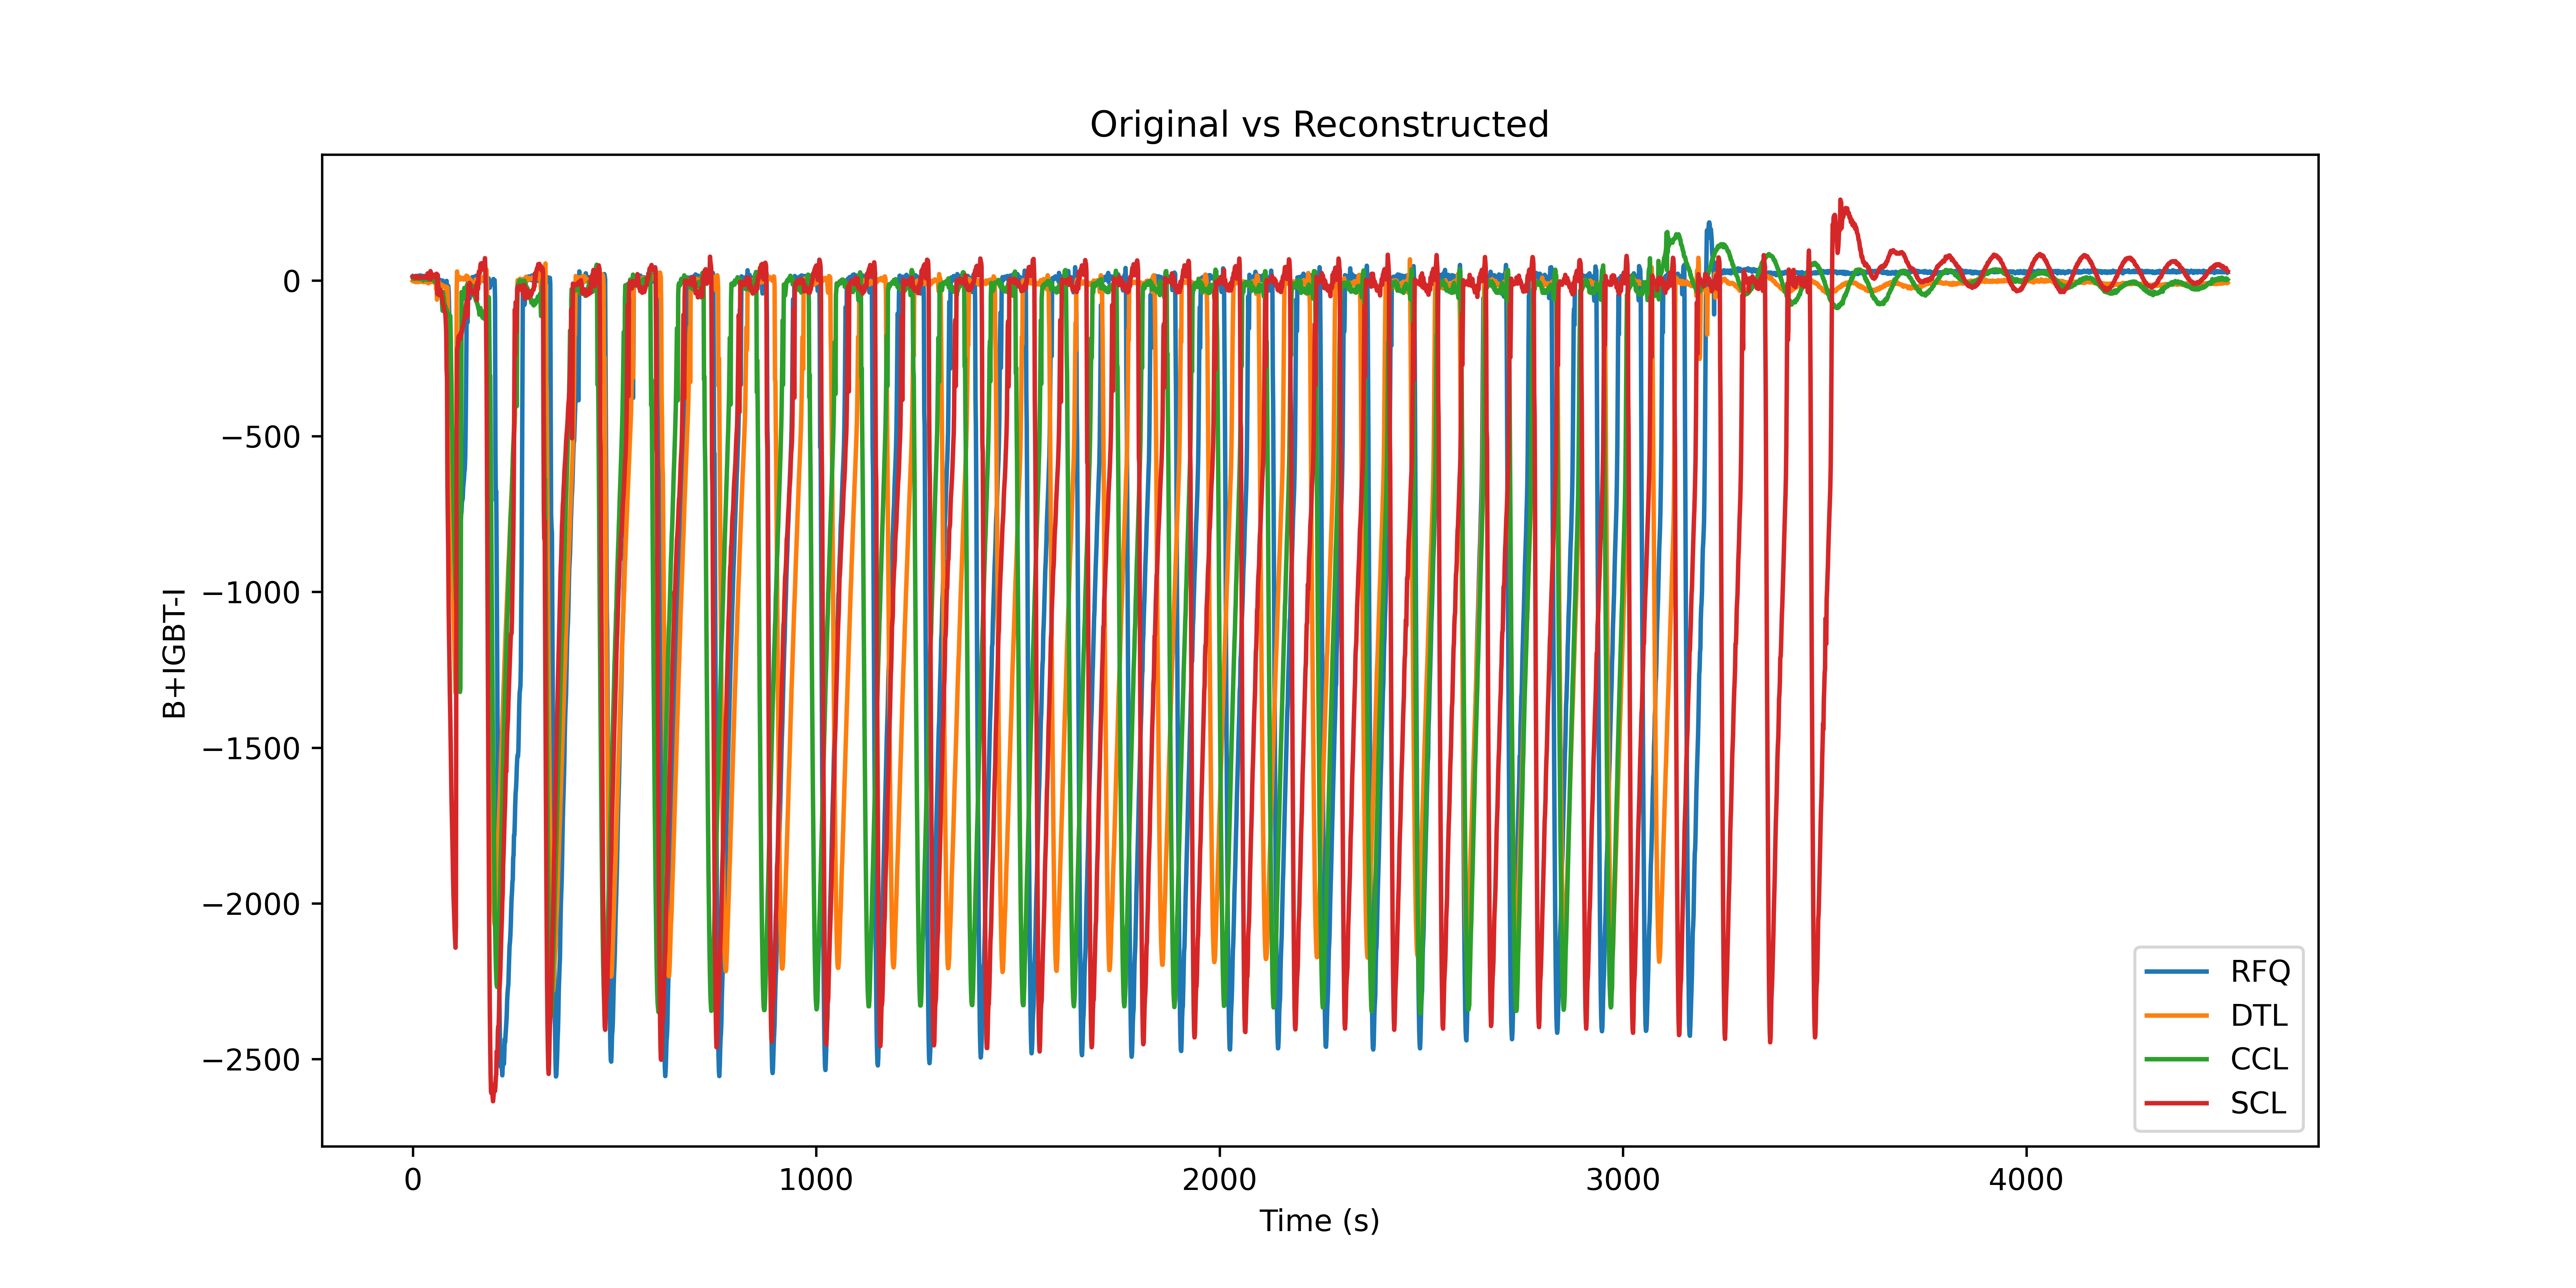 Original vs Reconstructed
B+IGBT-I
0
−500
−1000
−1500
−2000
−2500
0 1000 2000 3000 4000
Time (s)
RFQ
DTL
CCL
SCL